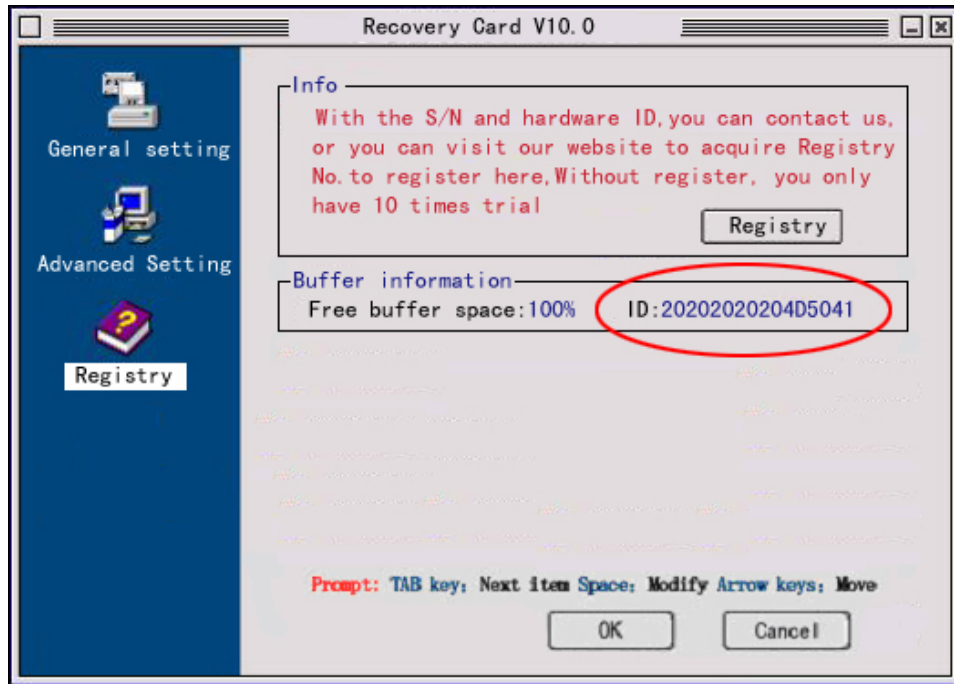 Recovery Card V10.0
General setting
Advanced Setting
Registry
Info
With the S/N and hardware ID,you can contact us,
or you can visit our website to acquire Registry
No.to register here,Without register, you only
have 10 times trial
Registry
Buffer information
Free buffer space:100% ID:20202020204D5041
Prompt: TAB key; Next item Space; Modify Arrow keys; Move
OK Cancel